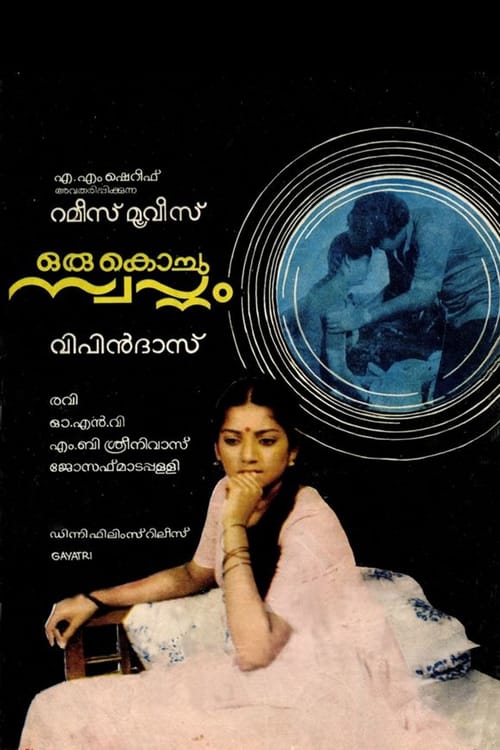 എ.എം ഷെറീഫ്
അവതരിപ്പിക്കുന്ന
റമീസ് മൂവീസ്
ഒരു കൊച്ചു
സ്വപ്നം
വിപിൻദാസ്
രവി
ഓ.എൻ.വി
എം.ബി ശ്രീനിവാസ്
ജോസഫ്മാടപ്പള്ളി
ഡിന്നിഫിലിംസ്റിലീസ്
GAYATRI